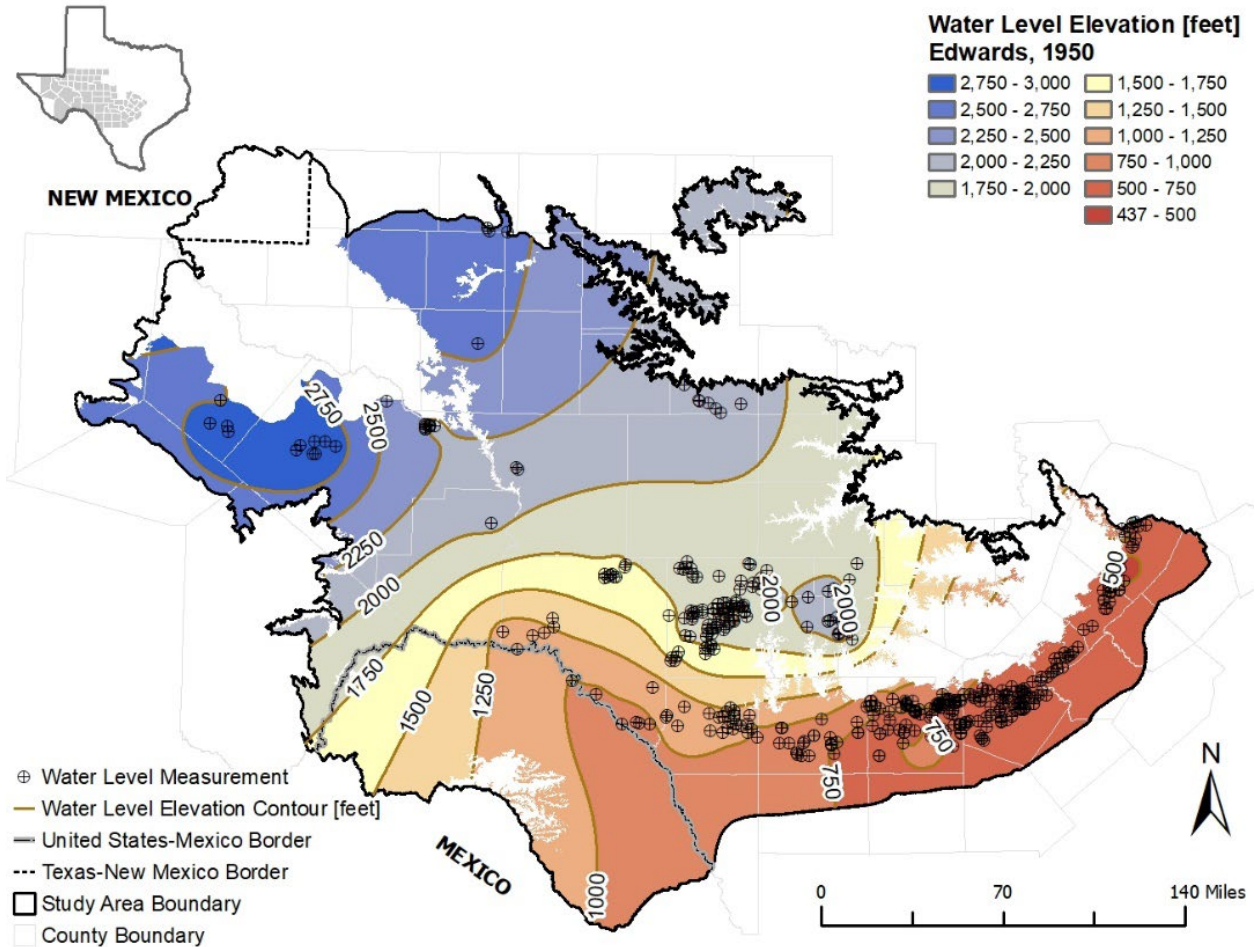 Water Level Elevation [feet]
Edwards, 1950
2,750 - 3,000
1,500 - 1,750
2,500 - 2,750
1,250 - 1,500
2,250 - 2,500
1,000 - 1,250
2,000 - 2,250
750 - 1,000
1,750 - 2,000
500 - 750
437 - 500
NEW MEXICO
2750
2500
2250
2000
1750
1500
1250
1000
2000
2000
500
750
750
MEXICO
N
Water Level Measurement
Water Level Elevation Contour [feet]
United States-Mexico Border
Texas-New Mexico Border
Study Area Boundary
County Boundary
0 70 140 Miles